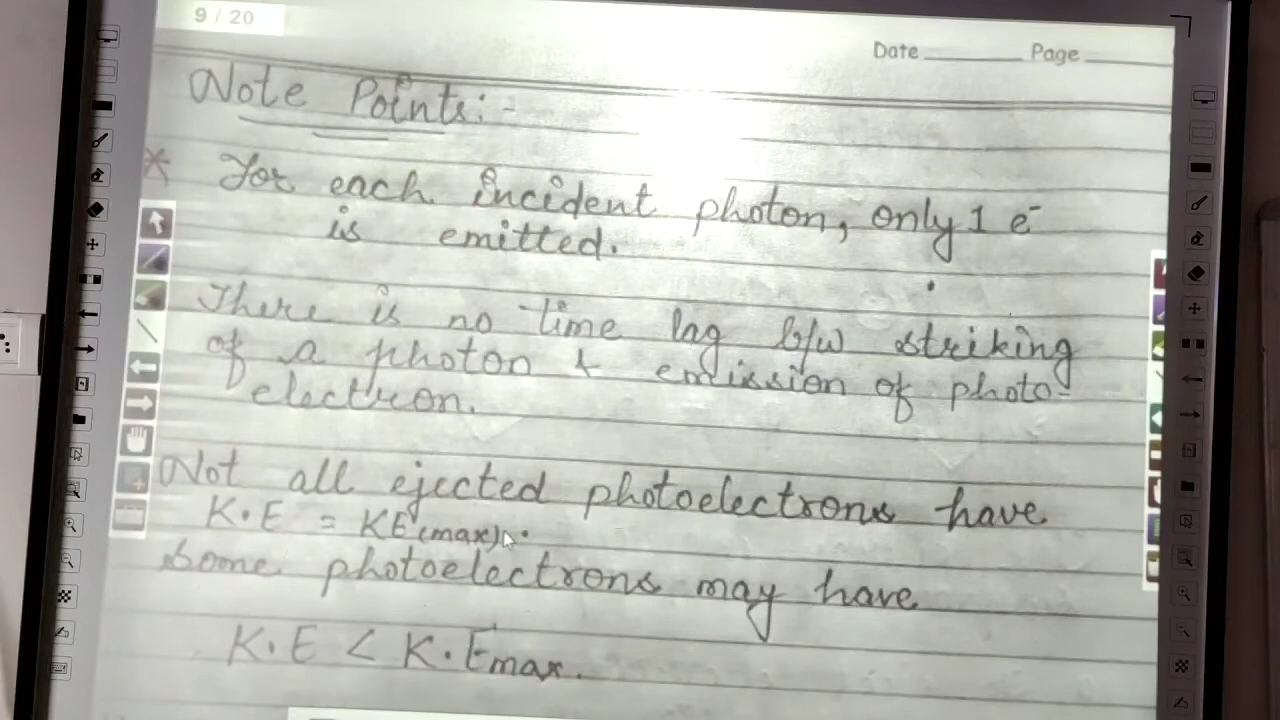 9 / 20
Date Page
Note Points:-
* For each incident photon, only 1 e⁻
is emitted.
There is no time lag b/w striking
of a photon & emission of photo-
electron.
Not all ejected photoelectrons have
K.E = KE(max).
Some photoelectrons may have
K.E < K.Emax.